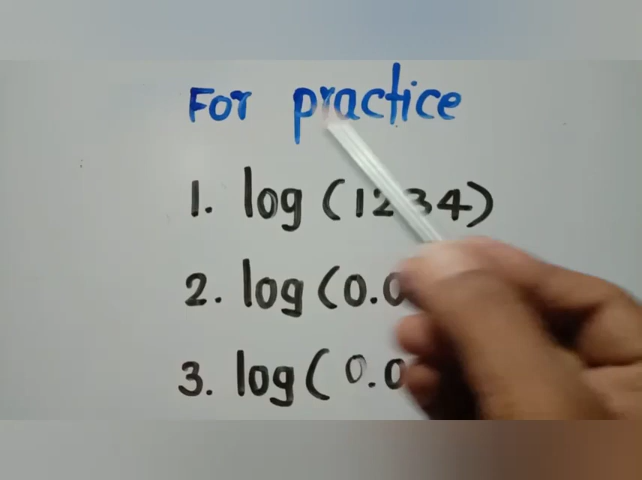 For practice
1. log (1234)
2. log (0.0
3. log ( 0.0